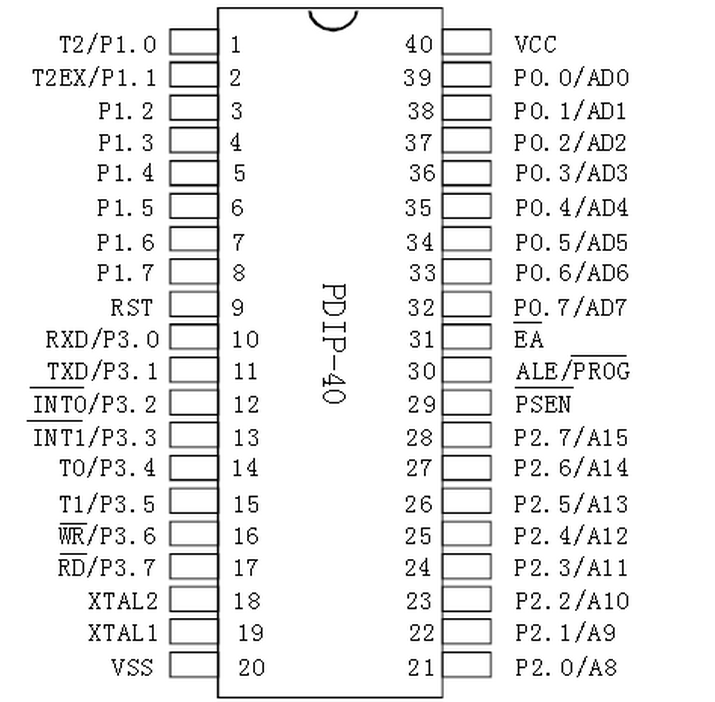 T2/P1.0 1 40 VCC
T2EX/P1.1 2 39 P0.0/AD0
P1.2 3 38 P0.1/AD1
P1.3 4 37 P0.2/AD2
P1.4 5 36 P0.3/AD3
P1.5 6 35 P0.4/AD4
P1.6 7 34 P0.5/AD5
P1.7 8 33 P0.6/AD6
RST 9 32 P0.7/AD7
RXD/P3.0 10 31 E̅A̅
TXD/P3.1 11 30 ALE/P̅R̅O̅G̅
I̅N̅T̅0̅/P3.2 12 29 P̅S̅E̅N̅
I̅N̅T̅1̅/P3.3 13 28 P2.7/A15
T0/P3.4 14 27 P2.6/A14
T1/P3.5 15 26 P2.5/A13
W̅R̅/P3.6 16 25 P2.4/A12
R̅D̅/P3.7 17 24 P2.3/A11
XTAL2 18 23 P2.2/A10
XTAL1 19 22 P2.1/A9
VSS 20 21 P2.0/A8
PDIP-40